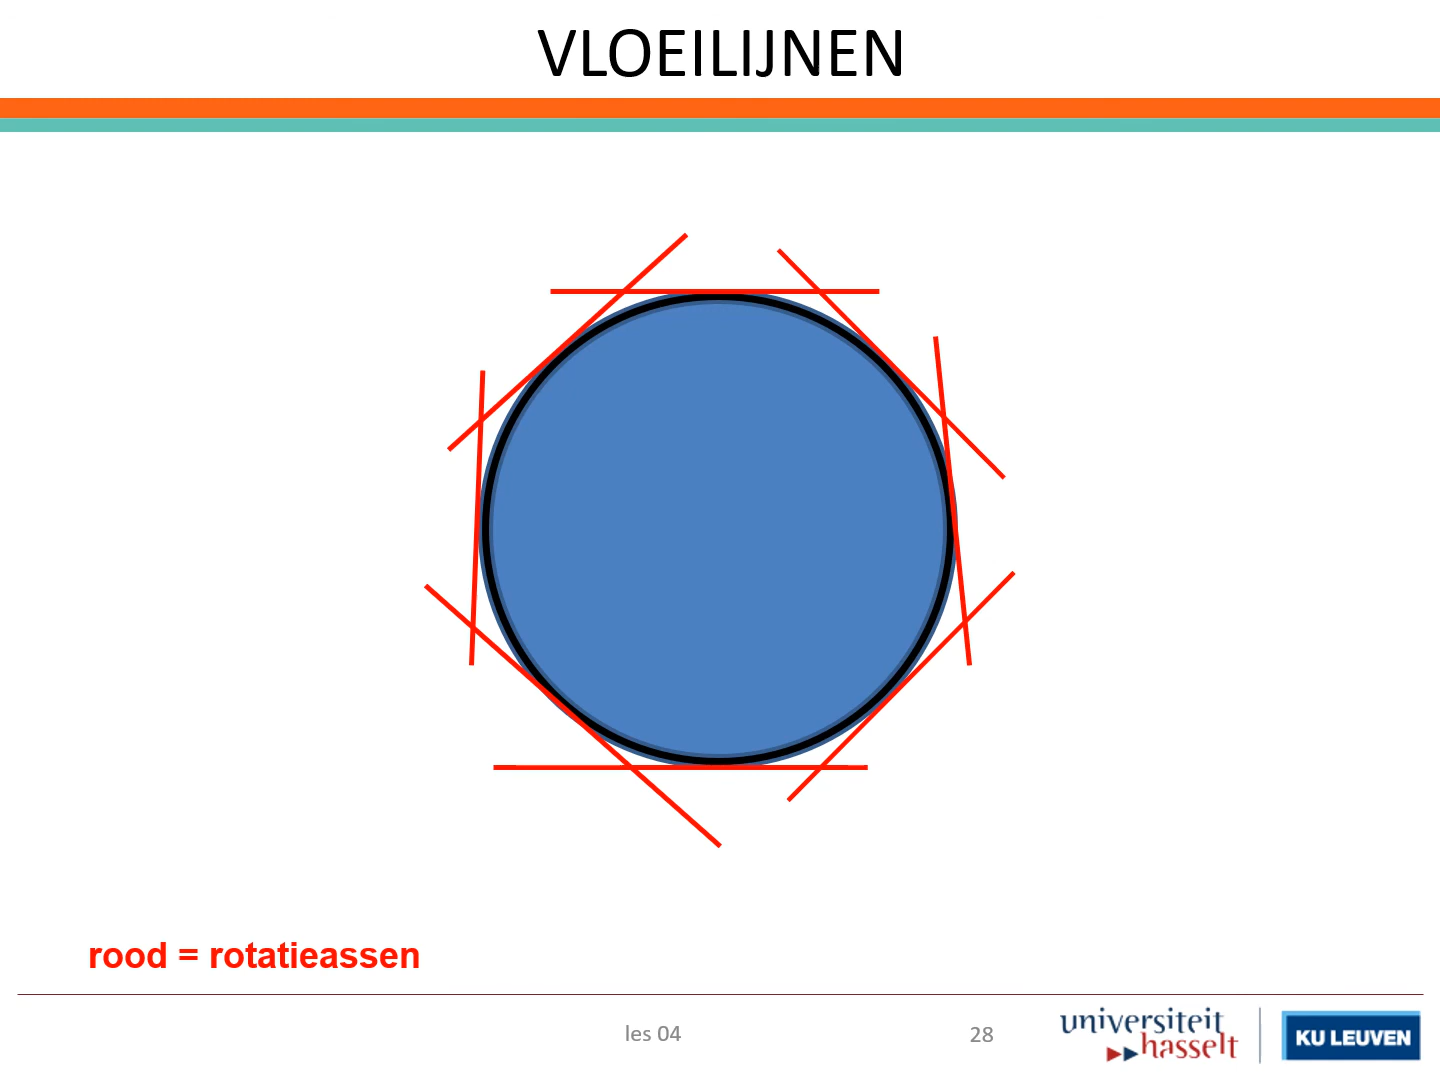 VLOEILIJNEN
rood = rotatieassen
les 04
28
universiteit
hasselt
KU LEUVEN